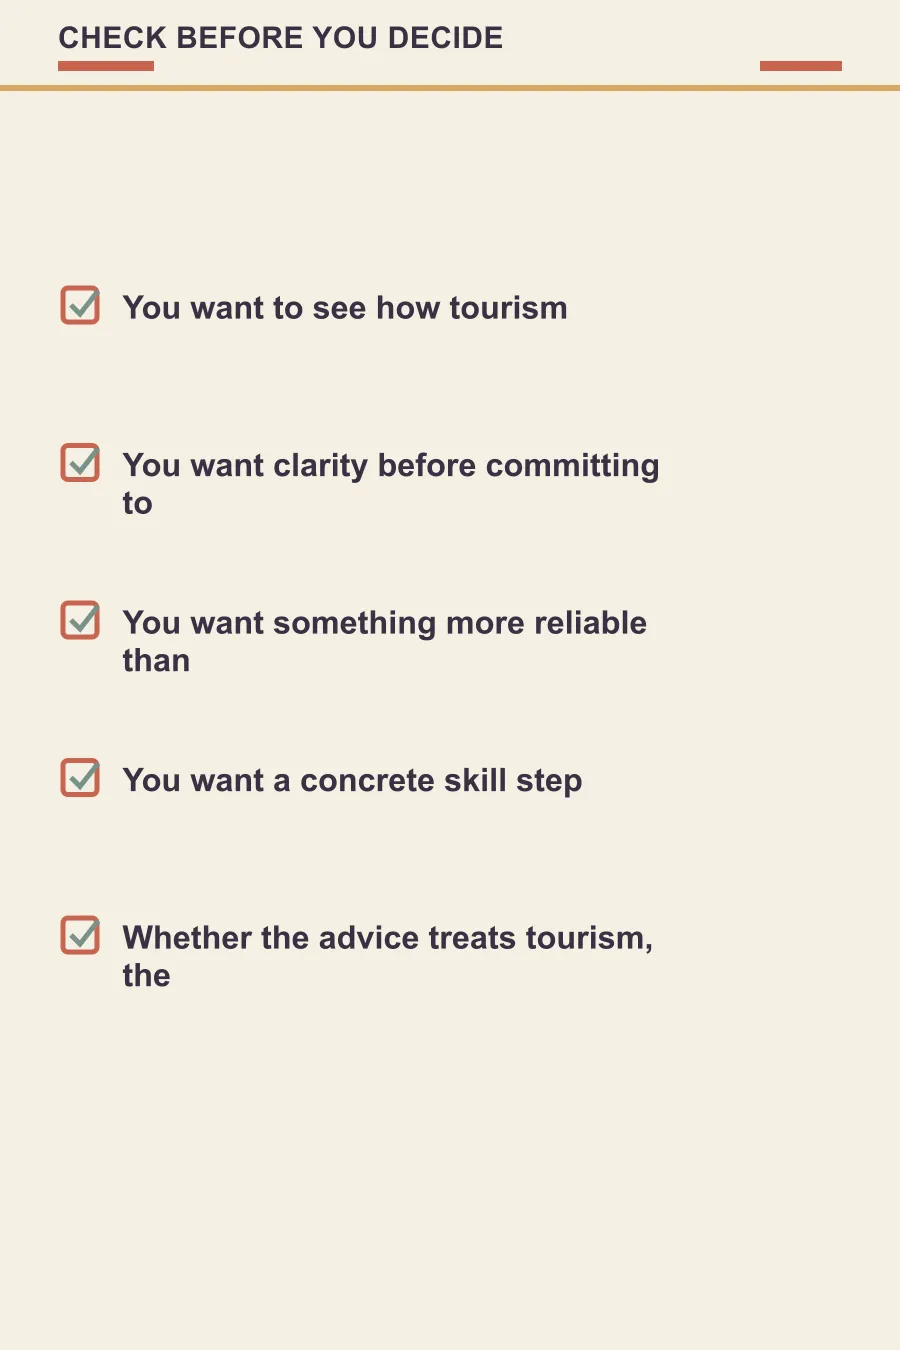 CHECK BEFORE YOU DECIDE
You want to see how tourism
You want clarity before committing
to
You want something more reliable
than
You want a concrete skill step
Whether the advice treats tourism,
the